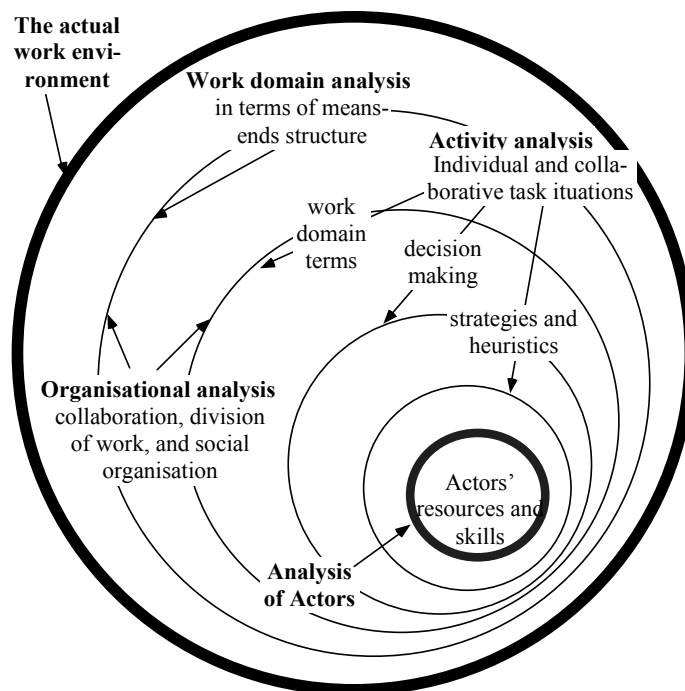 The actual
work envi-
ronment
Work domain analysis
in terms of means-
ends structure
Activity analysis
Individual and colla-
borative task ituations
work
domain
terms
decision
making
strategies and
heuristics
Organisational analysis
collaboration, division
of work, and social
organisation
Actors’
resources and
skills
Analysis
of Actors